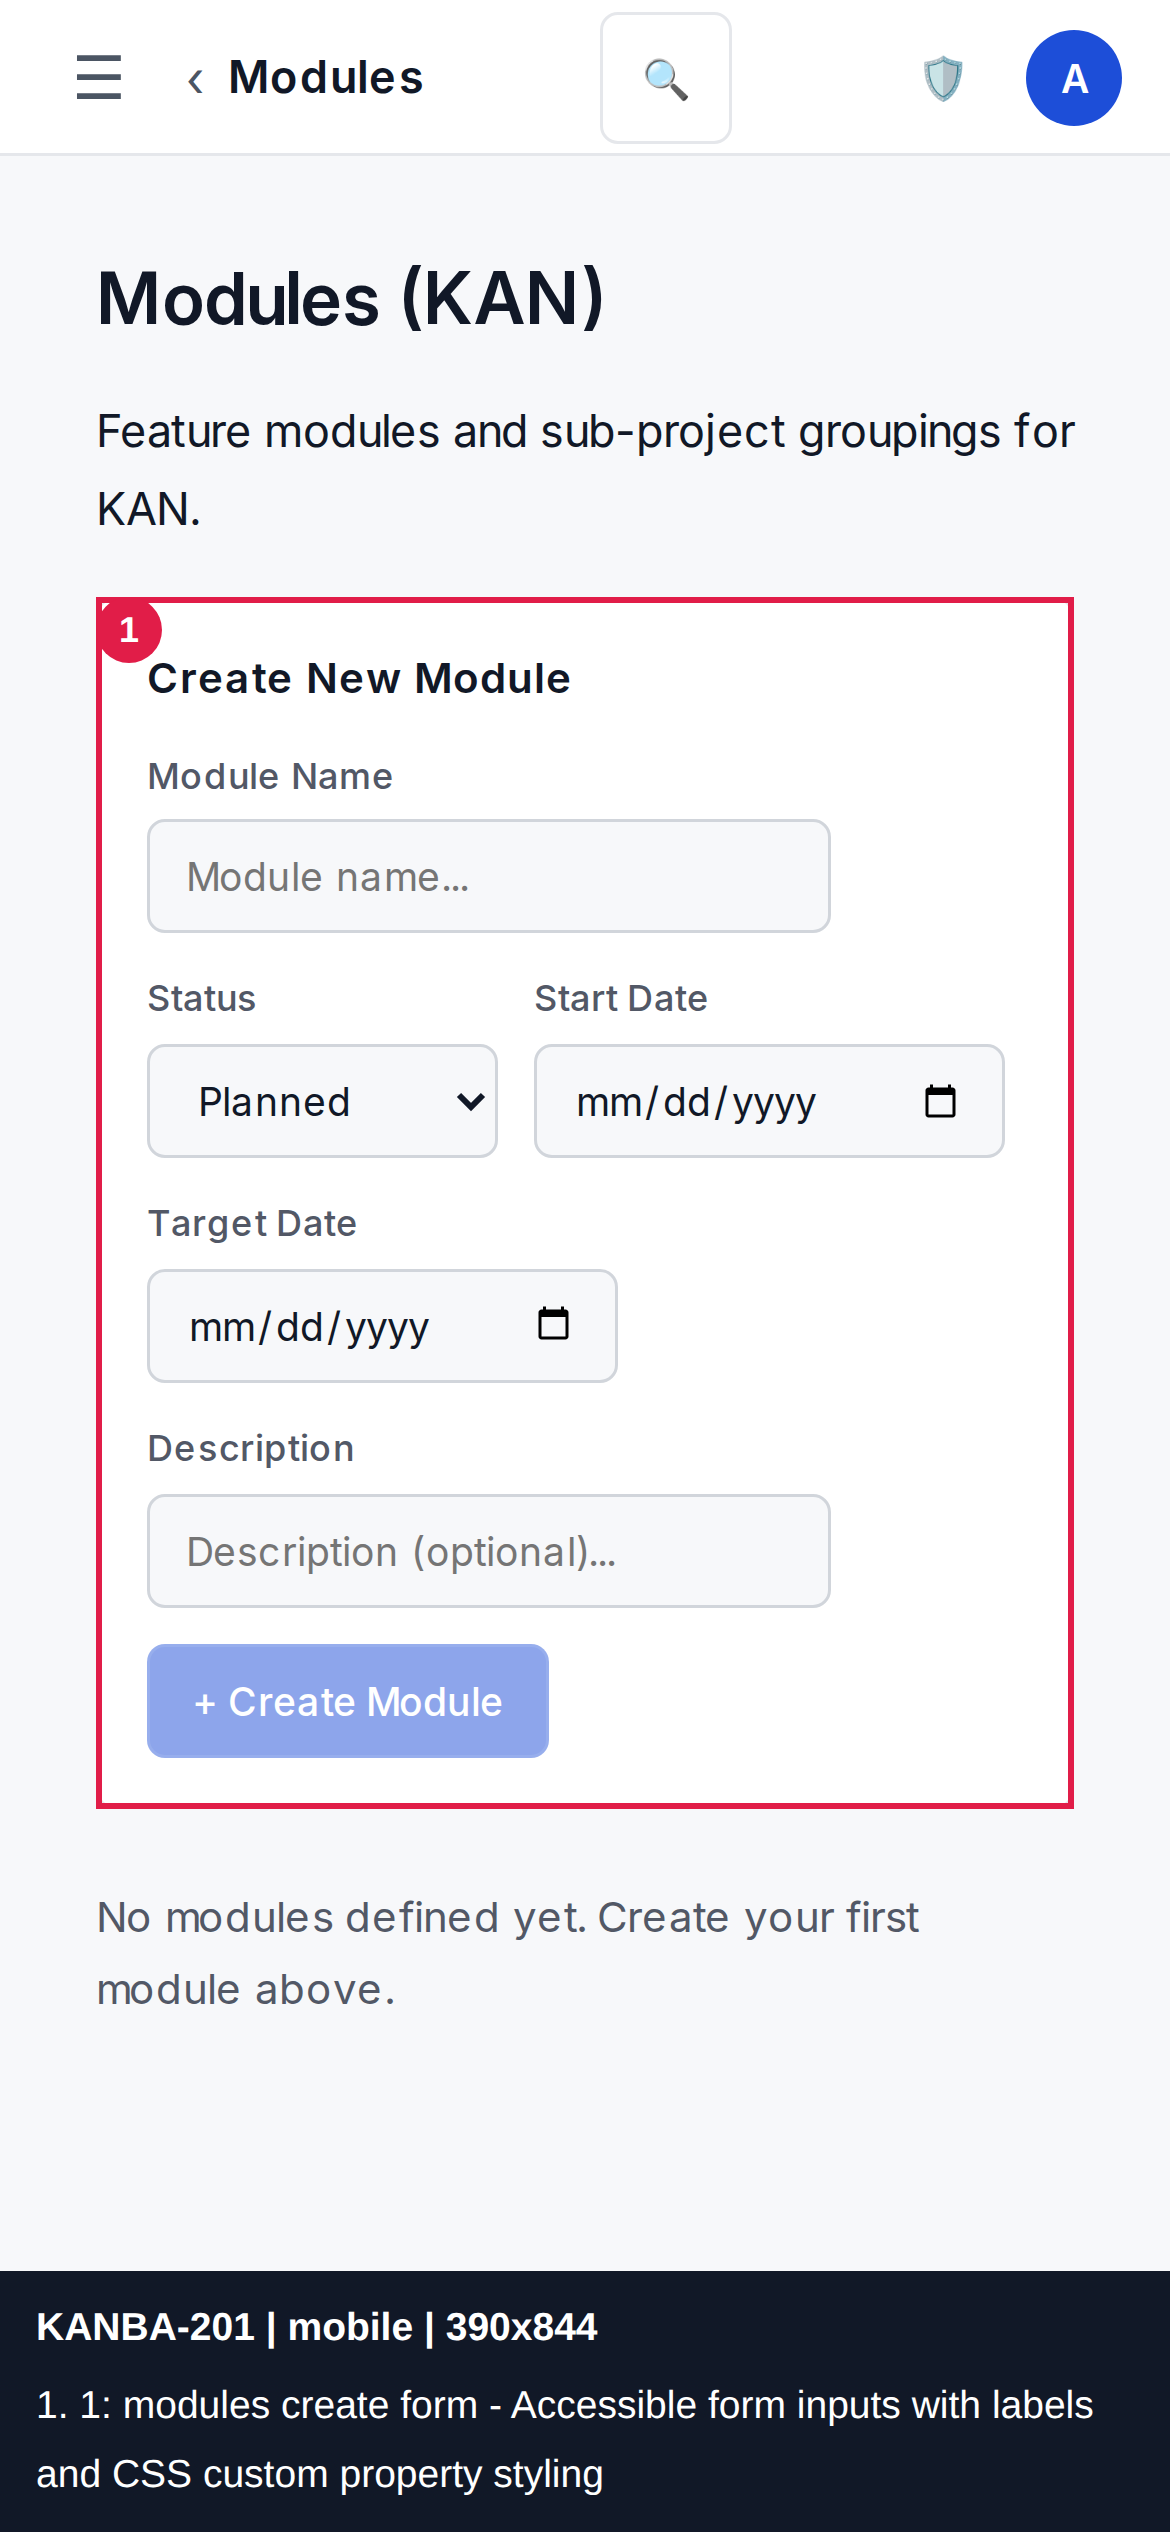 Modules
A
Modules (KAN)
Feature modules and sub-project groupings for
KAN.
1
Create New Module
Module Name
Module name...
Status
Start Date
Planned
mm/dd/yyyy
Target Date
mm/dd/yyyy
Description
Description (optional)...
+ Create Module
No modules defined yet. Create your first
module above.
KANBA-201 | mobile | 390x844
1. 1: modules create form - Accessible form inputs with labels
and CSS custom property styling